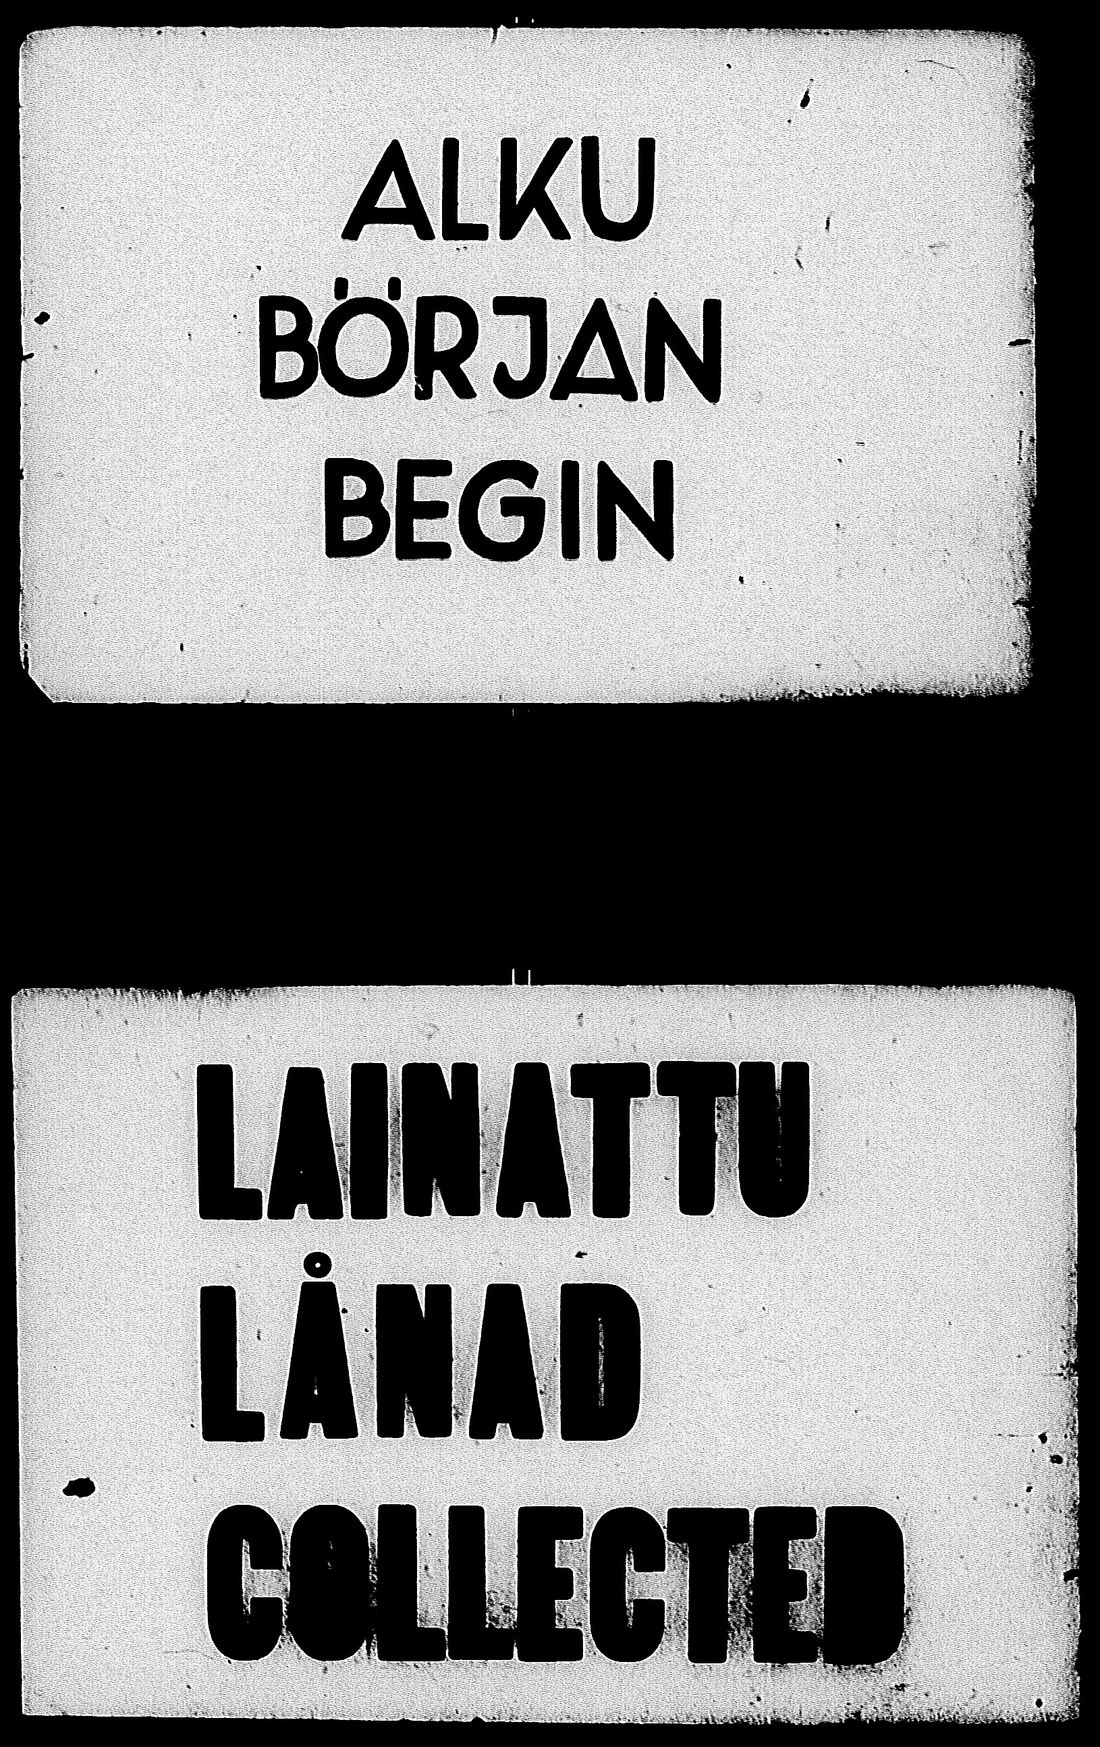 ALKU
BÖRJAN
BEGIN
LAINATTU
LÅNAD
COLLECTED